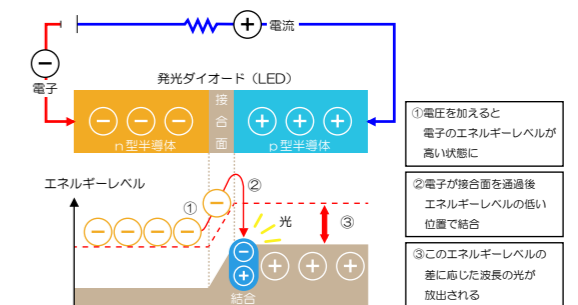 電流
電子
発光ダイオード（LED）
接
合
面
n型半導体
p型半導体
エネルギーレベル
①
②
光
③
結合
①電圧を加えると
電子のエネルギーレベルが
高い状態に
②電子が接合面を通過後
エネルギーレベルの低い
位置で結合
③このエネルギーレベルの
差に応じた波長の光が
放出される